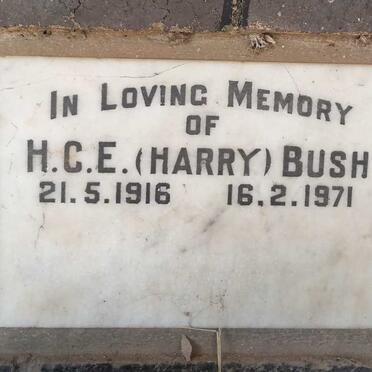 IN LOVING MEMORY
OF
H.C.E. (HARRY) BUSH
21.5.1916 16.2.1971